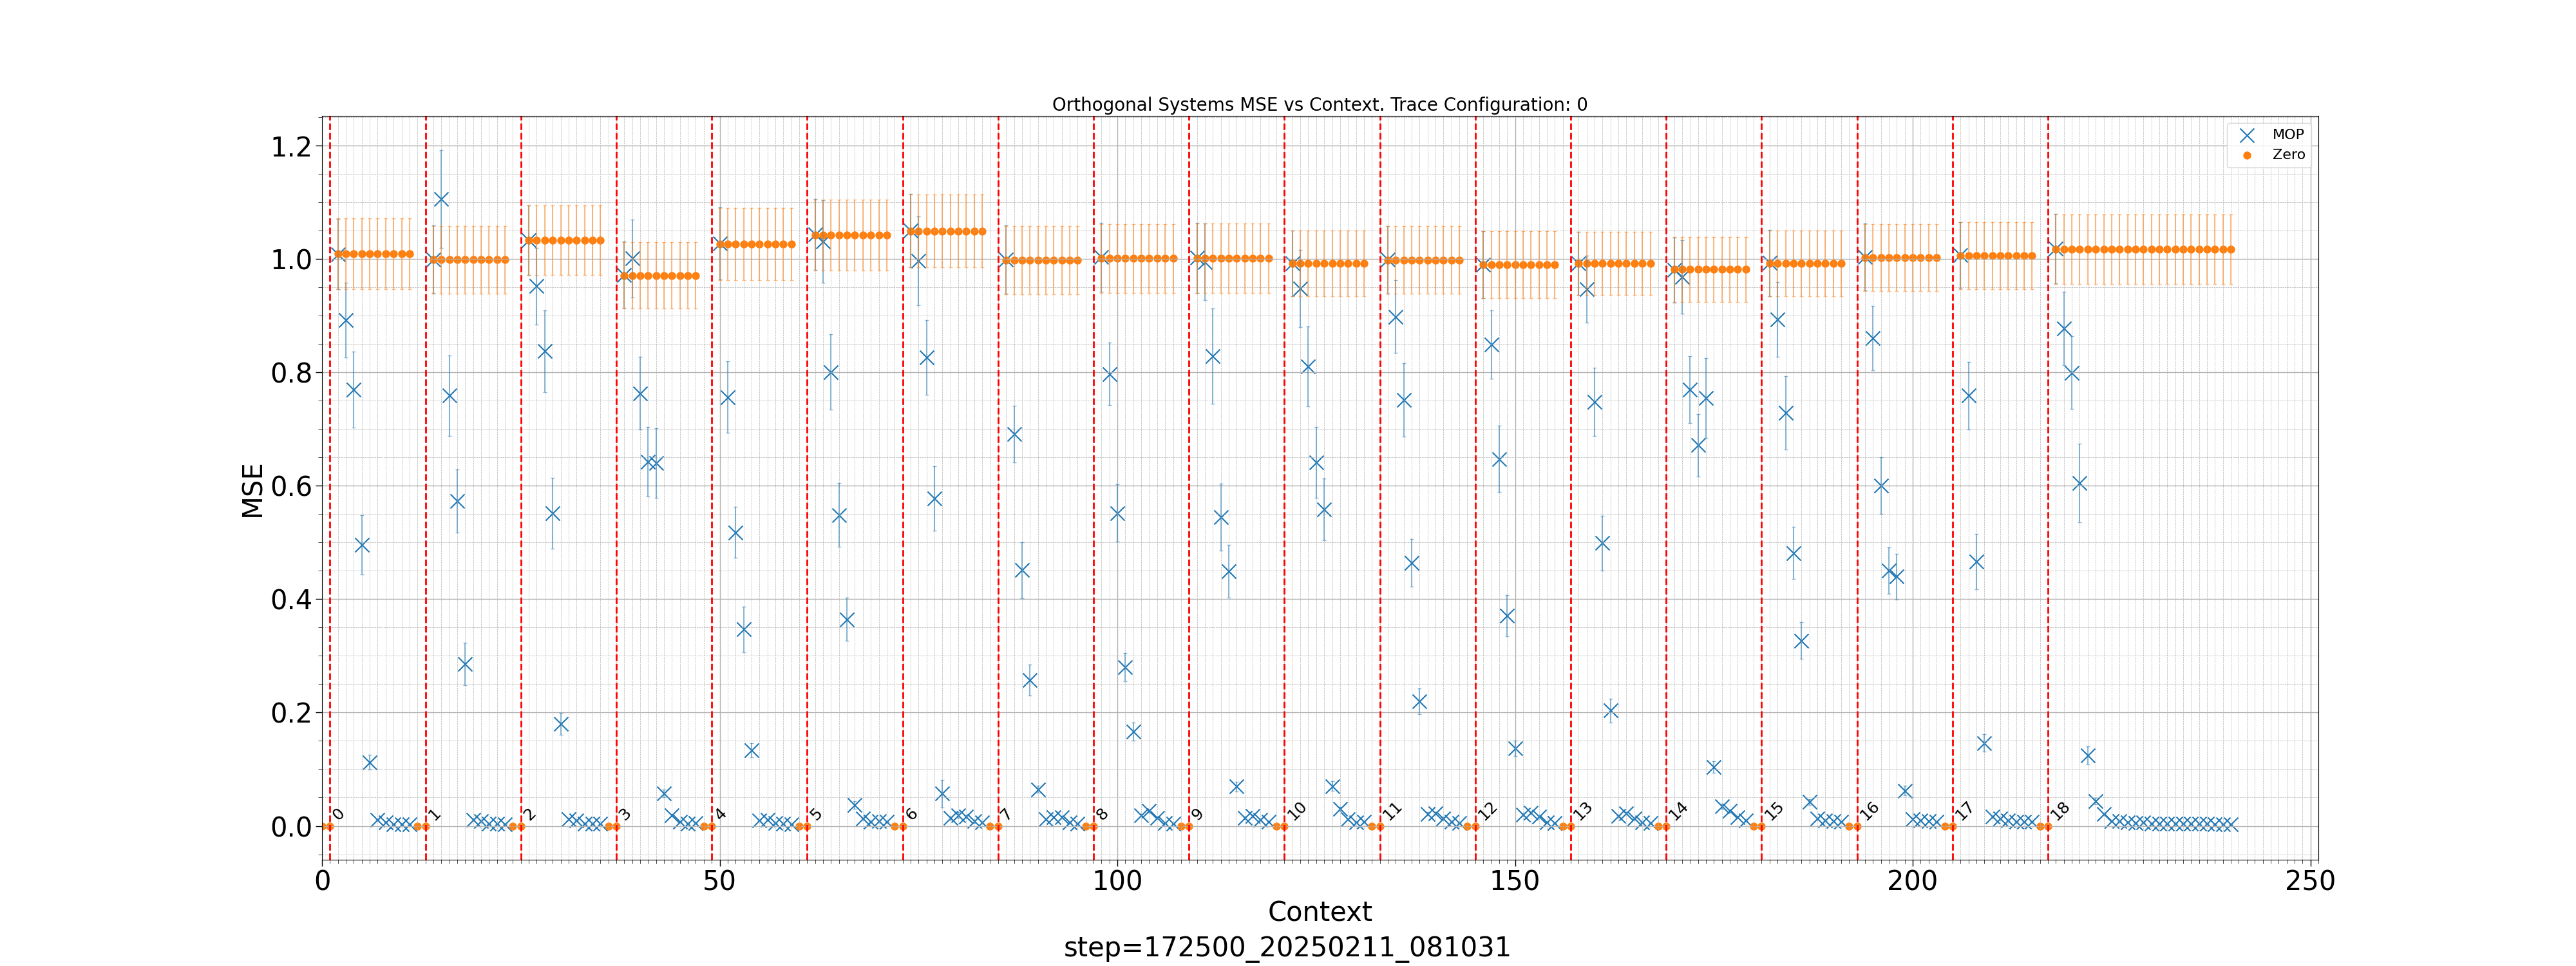 Orthogonal Systems MSE vs Context. Trace Configuration: 0
MOP
Zero
MSE
1.2
1.0
0.8
0.6
0.4
0.2
0.0
0 1 2 3 4 5 6 7 8 9 10 11 12 13 14 15 16 17 18
0 50 100 150 200 250
Context
step=172500_20250211_081031